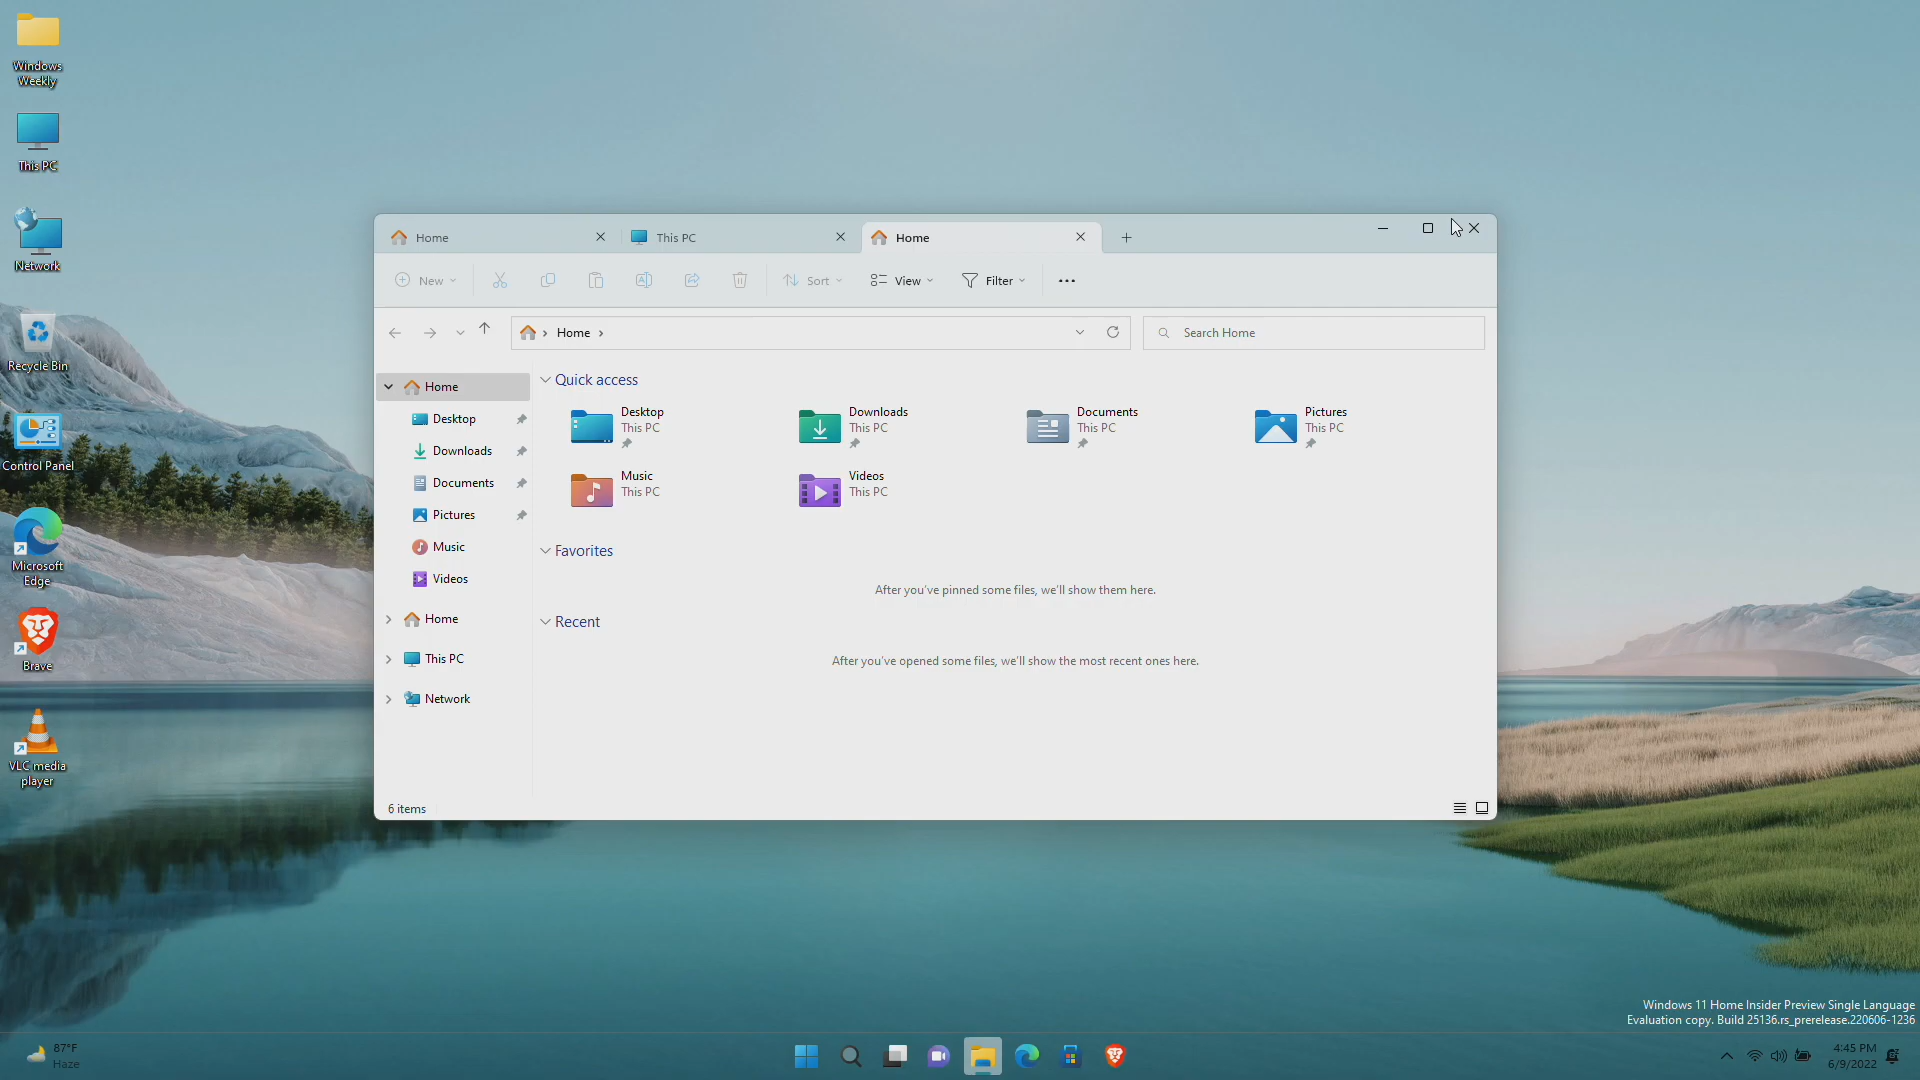 Windows
Weekly
This PC
Network
Recycle Bin
Control Panel
Microsoft
Edge
Brave
VLC media
player
Home
This PC
Home
New
Sort
View
Filter
Home
Search Home
Home
Desktop
Downloads
Documents
Pictures
Music
Videos
Home
This PC
Network
Quick access
Desktop
This PC
Downloads
This PC
Documents
This PC
Pictures
This PC
Music
This PC
Videos
This PC
Favorites
After you've pinned some files, we'll show them here.
Recent
After you've opened some files, we'll show the most recent ones here.
6 items
Windows 11 Home Insider Preview Single Language
Evaluation copy. Build 25136.rs_prerelease.220606-1236
87°F
Haze
4:45 PM
6/9/2022